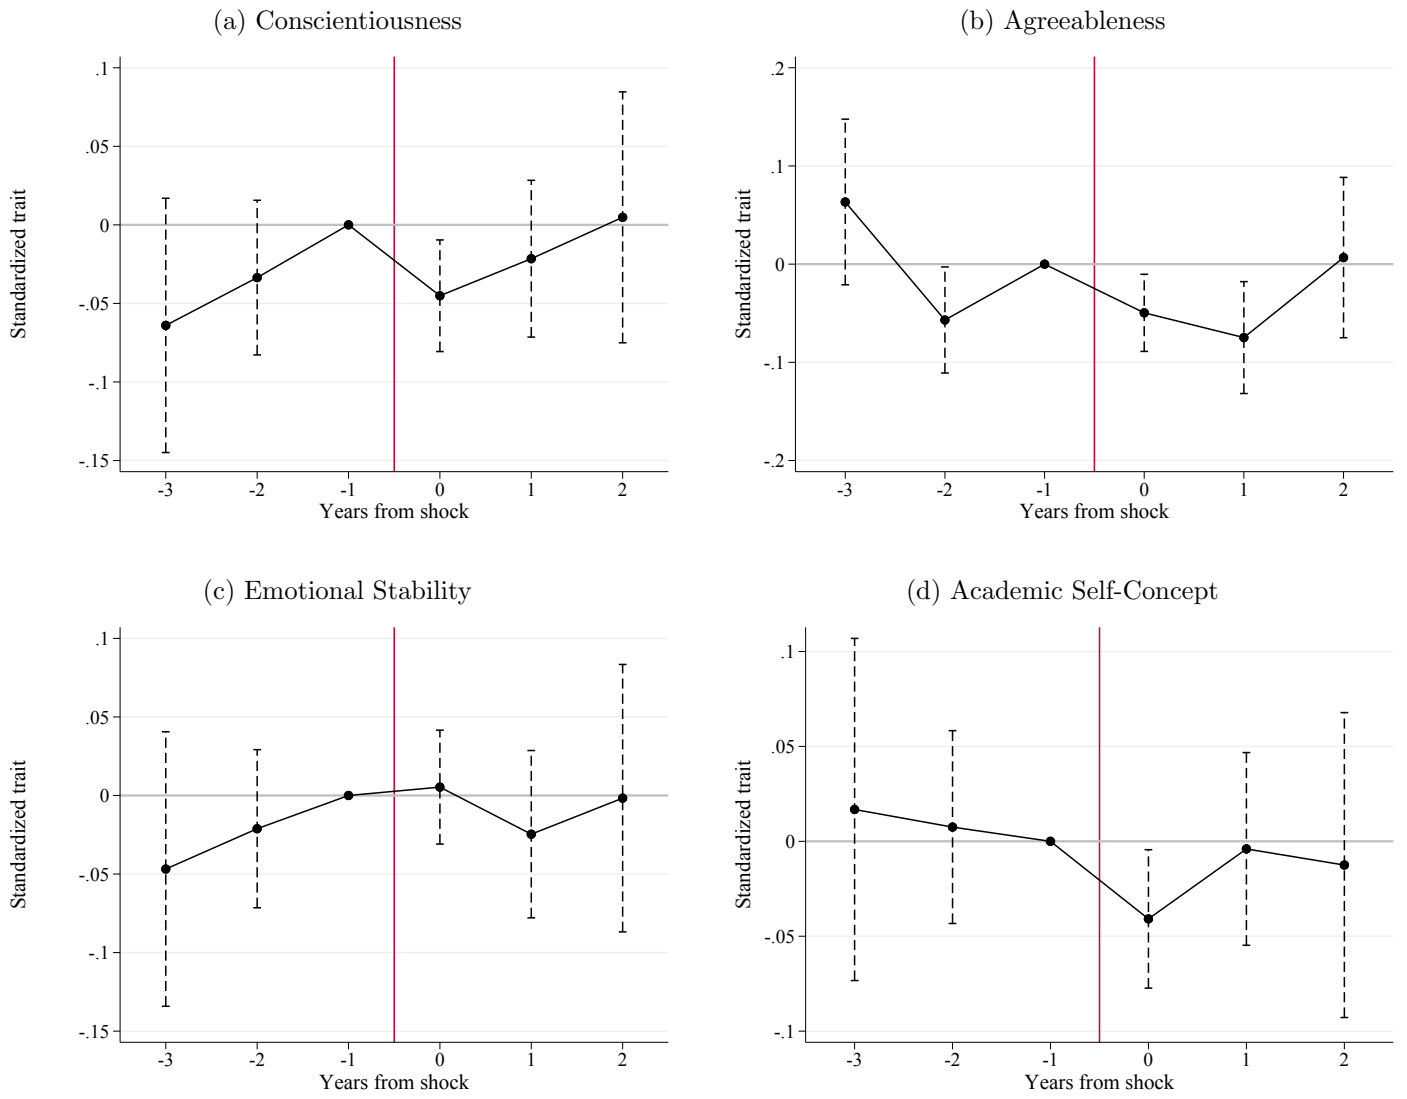 (a) Conscientiousness
.1
.05
0
-.05
-.1
-.15
Standardized trait
-3 -2 -1 0 1 2
Years from shock
(b) Agreeableness
.2
.1
0
-.1
-.2
Standardized trait
-3 -2 -1 0 1 2
Years from shock
(c) Emotional Stability
.1
.05
0
-.05
-.1
-.15
Standardized trait
-3 -2 -1 0 1 2
Years from shock
(d) Academic Self-Concept
.1
.05
0
-.05
-.1
Standardized trait
-3 -2 -1 0 1 2
Years from shock